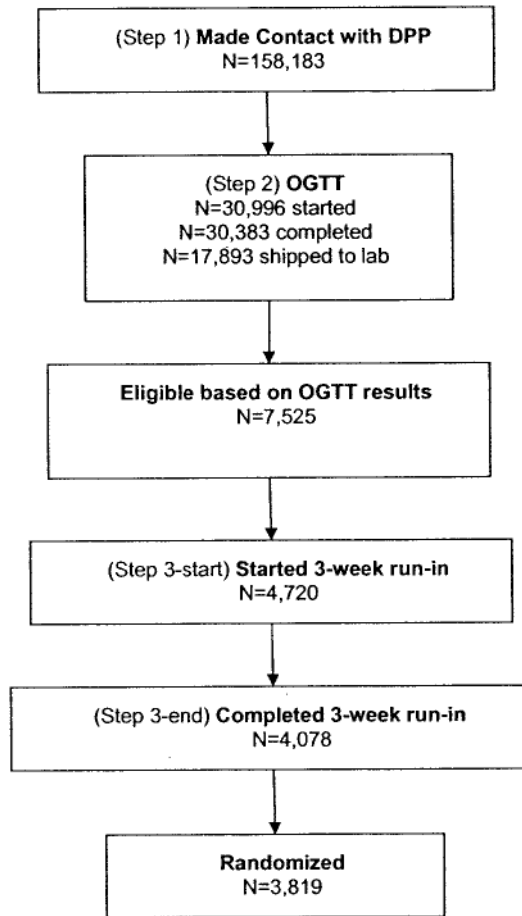 (Step 1) Made Contact with DPP
N=158,183
(Step 2) OGTT
N=30,996 started
N=30,383 completed
N=17,893 shipped to lab
Eligible based on OGTT results
N=7,525
(Step 3-start) Started 3-week run-in
N=4,720
(Step 3-end) Completed 3-week run-in
N=4,078
Randomized
N=3,819